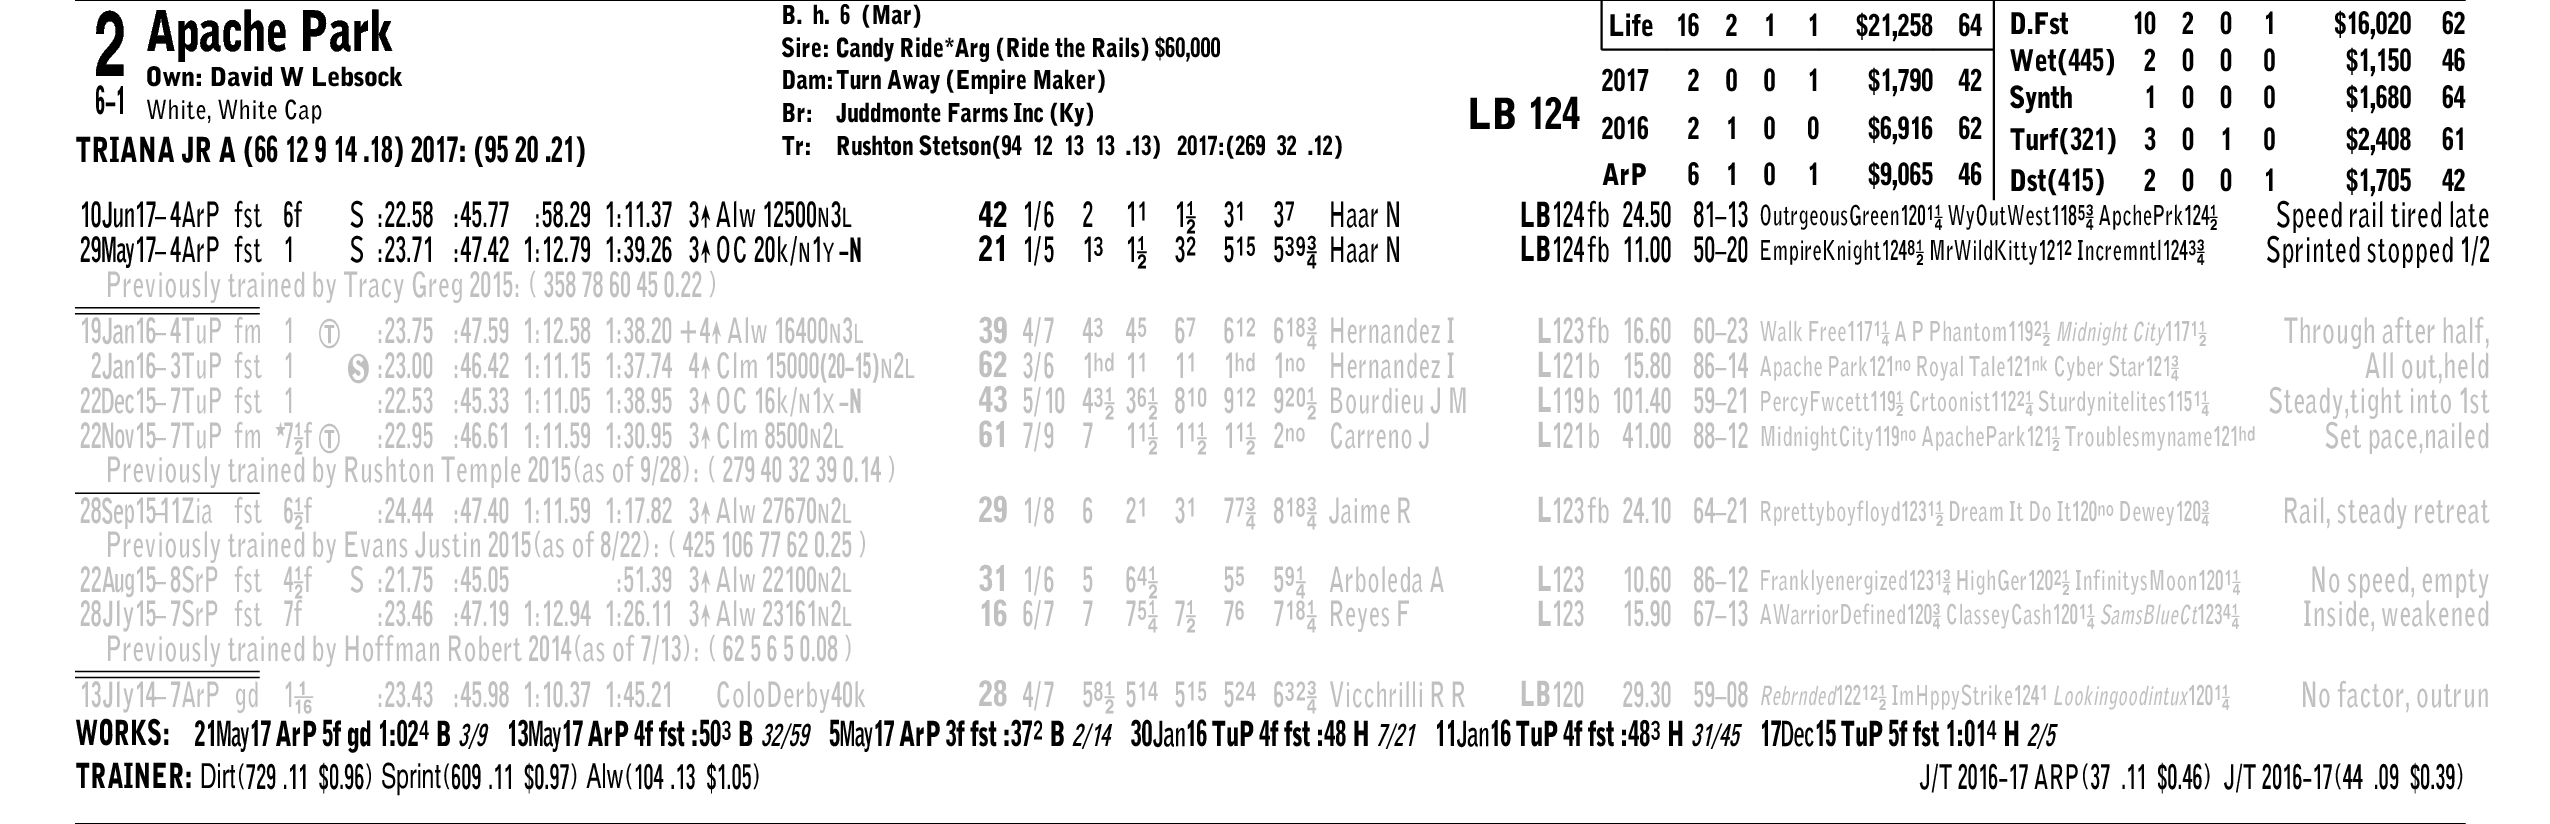 2 Apache Park
6-1
Own: David W Lebsock
White, White Cap
TRIANA JR A (66 12 9 14 .18) 2017: (95 20 .21)
B. h. 6 (Mar)
Sire: Candy Ride*Arg (Ride the Rails) $60,000
Dam: Turn Away (Empire Maker)
Br: Juddmonte Farms Inc (Ky)
Tr: Rushton Stetson(94 12 13 13 .13) 2017:(269 32 .12)
LB 124
Life 16 2 1 1 $21,258 64
2017 2 0 0 1 $1,790 42
2016 2 1 0 0 $6,916 62
ArP 6 1 0 1 $9,065 46
D.Fst 10 2 0 1 $16,020 62
Wet(445) 2 0 0 0 $1,150 46
Synth 1 0 0 0 $1,680 64
Turf(321) 3 0 1 0 $2,408 61
Dst(415) 2 0 0 1 $1,705 42
10Jun17–4ArP fst 6f S :22.58 :45.77 :58.29 1:11.37 3↑ Alw 12500N3L 42 1/6 2 1¹ 1½ 3¹ 3⁷ Haar N LB124fb 24.50 81–13 OutrgeousGreen120¹¼ WyOutWest118⁵¾ ApchePrk124½ Speed rail tired late
29May17–4ArP fst 1 S :23.71 :47.42 1:12.79 1:39.26 3↑ OC 20k/N1Y –N 21 1/5 1³ 1½ 3² 5¹⁵ 5³⁹¾ Haar N LB124fb 11.00 50–20 EmpireKnight124⁸½ MrWildKitty121² Incremntl124³¾ Sprinted stopped 1/2
Previously trained by Tracy Greg 2015: ( 358 78 60 45 0.22 )
19Jan16–4TuP fm 1 Ⓣ :23.75 :47.59 1:12.58 1:38.20 +4↑ Alw 16400N3L 39 4/7 4³ 4⁵ 6⁷ 6¹² 6¹⁸¾ Hernandez I L123fb 16.60 60–23 Walk Free117¹¼ A P Phantom119²½ Midnight City117¹½ Through after half,
2Jan16–3TuP fst 1 Ⓢ :23.00 :46.42 1:11.15 1:37.74 4↑ Clm 15000(20–15)N2L 62 3/6 1hd 1¹ 1¹ 1hd 1no Hernandez I L121b 15.80 86–14 Apache Park121no Royal Tale121nk Cyber Star121¾ All out,held
22Dec15–7TuP fst 1 :22.53 :45.33 1:11.05 1:38.95 3↑ OC 16k/N1X –N 43 5/10 4³½ 3⁶½ 8¹⁰ 9¹² 9²⁰½ Bourdieu J M L119b 101.40 59–21 PercyFwcett119½ Crtoonist112²¼ Sturdynitelites115¹¼ Steady,tight into 1st
22Nov15–7TuP fm *7½f Ⓣ :22.95 :46.61 1:11.59 1:30.95 3↑ Clm 8500N2L 61 7/9 7 1¹½ 1¹½ 1¹½ 2no Carreno J L121b 41.00 88–12 MidnightCity119no ApachePark121½ Troublesmyname121hd Set pace,nailed
Previously trained by Rushton Temple 2015(as of 9/28): ( 279 40 32 39 0.14 )
28Sep15–11Zia fst 6½f :24.44 :47.40 1:11.59 1:17.82 3↑ Alw 27670N2L 29 1/8 6 2¹ 3¹ 7⁷¾ 8¹⁸¾ Jaime R L123fb 24.10 64–21 Rprettyboyfloyd123¹½ Dream It Do It120no Dewey120¾ Rail, steady retreat
Previously trained by Evans Justin 2015(as of 8/22): ( 425 106 77 62 0.25 )
22Aug15–8SrP fst 4½f S :21.75 :45.05 :51.39 3↑ Alw 22100N2L 31 1/6 5 6⁴½ 5⁵ 5⁹¼ Arboleda A L123 10.60 86–12 Franklyenergized123¹¾ HighGer120²½ InfinitysMoon120¹¼ No speed, empty
28Jly15–7SrP fst 7f :23.46 :47.19 1:12.94 1:26.11 3↑ Alw 23161N2L 16 6/7 7 7⁵¼ 7½ 7⁶ 7¹⁸¼ Reyes F L123 15.90 67–13 AWarriorDefined120¾ ClasseyCash120¹¼ SamsBlueCt123⁴¼ Inside, weakened
Previously trained by Hoffman Robert 2014(as of 7/13): ( 62 5 6 5 0.08 )
13Jly14–7ArP gd 1 1/16 :23.43 :45.98 1:10.37 1:45.21 ColoDerby40k 28 4/7 5⁸½ 5¹⁴ 5¹⁵ 5²⁴ 6³²¾ Vicchrilli R R LB120 29.30 59–08 Rebrnded122¹²½ ImHppyStrike124¹ Lookingoodintux120¹¼ No factor, outrun
WORKS: 21May17 ArP 5f gd 1:02⁴ B 3/9 13May17 ArP 4f fst :50³ B 32/59 5May17 ArP 3f fst :37² B 2/14 30Jan16 TuP 4f fst :48 H 7/21 11Jan16 TuP 4f fst :48³ H 31/45 17Dec15 TuP 5f fst 1:01⁴ H 2/5
TRAINER: Dirt(729 .11 $0.96) Sprint(609 .11 $0.97) Alw(104 .13 $1.05) J/T 2016-17 ARP(37 .11 $0.46) J/T 2016-17(44 .09 $0.39)